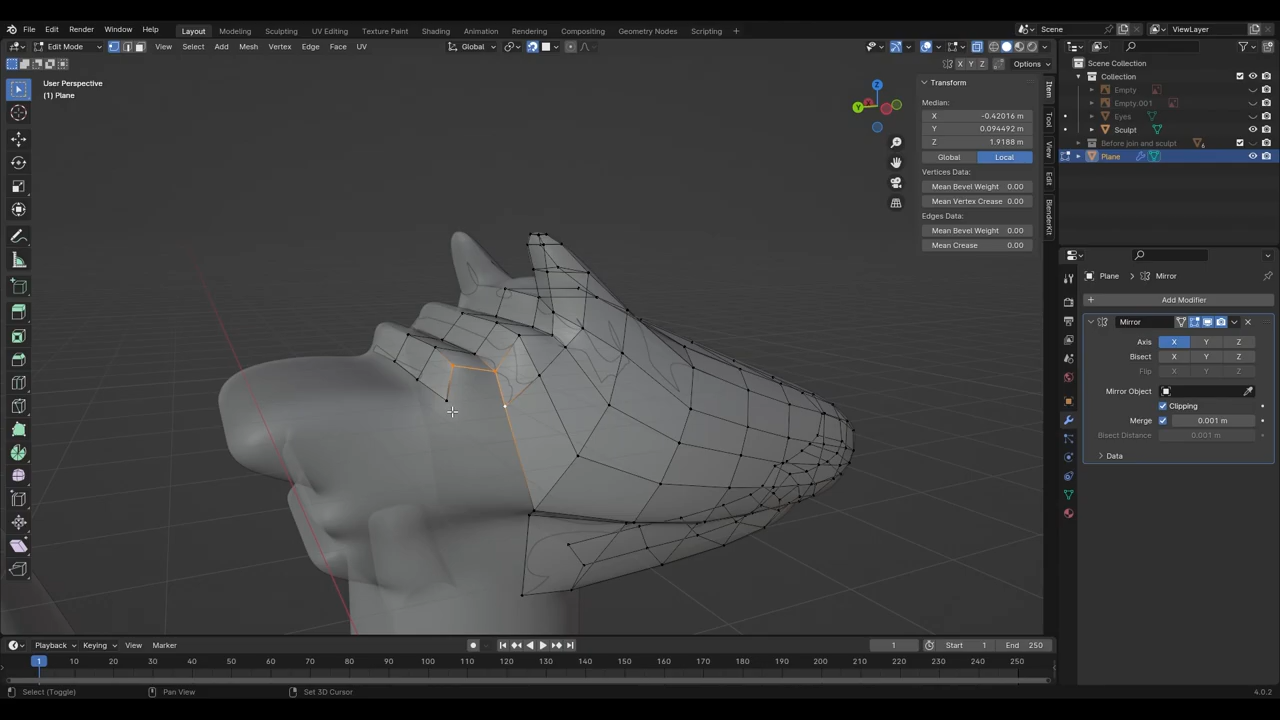 File Edit Render Window Help Layout Modeling Sculpting UV Editing Texture Paint Shading Animation Rendering Compositing Geometry Nodes Scripting + Scene ViewLayer
Edit Mode View Select Add Mesh Vertex Edge Face UV Global
X Y Z Options
User Perspective
(1) Plane
Transform
Median:
X -0.42016 m
Y 0.094492 m
Z 1.9188 m
Global Local
Vertices Data:
Mean Bevel Weight 0.00
Mean Vertex Crease 0.00
Edges Data:
Mean Bevel Weight 0.00
Mean Crease 0.00
Item
Tool
View
Edit
BlenderKit
Z
Y
Scene Collection
Collection
Empty
Empty.001
Eyes
Sculpt
Before join and sculpt 6
Plane
Plane > Mirror
Add Modifier
Mirror
Axis X Y Z
Bisect X Y Z
Flip X Y Z
Mirror Object
Clipping
Merge 0.001 m
Bisect Distance 0.001 m
Data
Playback Keying View Marker 1 Start 1 End 250
1 10 20 30 40 50 60 70 80 90 100 110 120 130 140 150 160 170 180 190 200 210 220 230 240 250
Select (Toggle) Pan View Set 3D Cursor 4.0.2